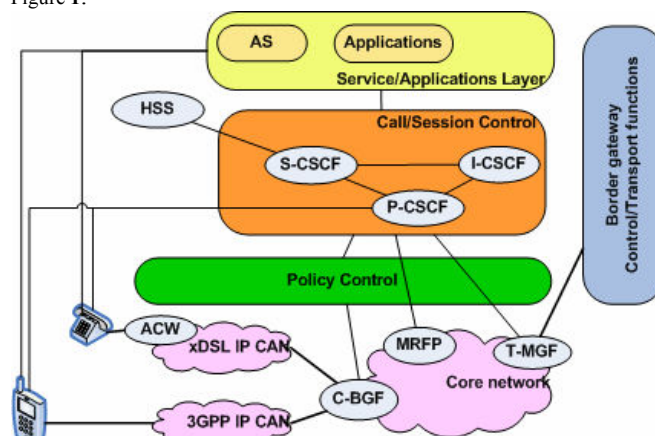 Figure 1.
AS
Applications
Service/Applications Layer
HSS
Call/Session Control
S-CSCF
I-CSCF
P-CSCF
Border gateway
Control/Transport functions
Policy Control
ACW
xDSL IP CAN
MRFP
T-MGF
Core network
C-BGF
3GPP IP CAN